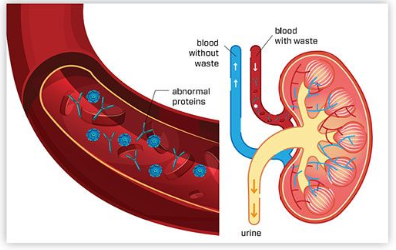 blood
without
waste
blood
with waste
abnormal
proteins
urine